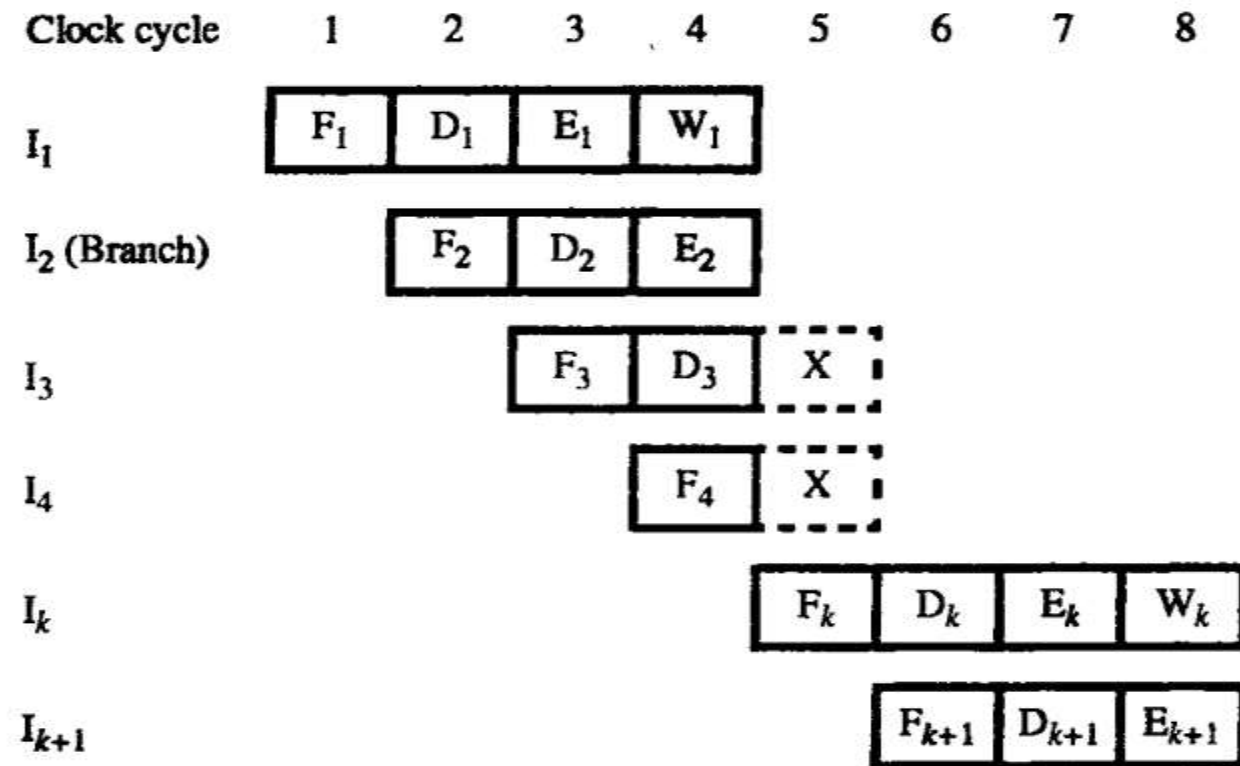 Clock cycle 1 2 3 4 5 6 7 8
I₁ F₁ D₁ E₁ W₁
I₂ (Branch) F₂ D₂ E₂
I₃ F₃ D₃ X
I₄ F₄ X
Iₖ Fₖ Dₖ Eₖ Wₖ
Iₖ₊₁ Fₖ₊₁ Dₖ₊₁ Eₖ₊₁